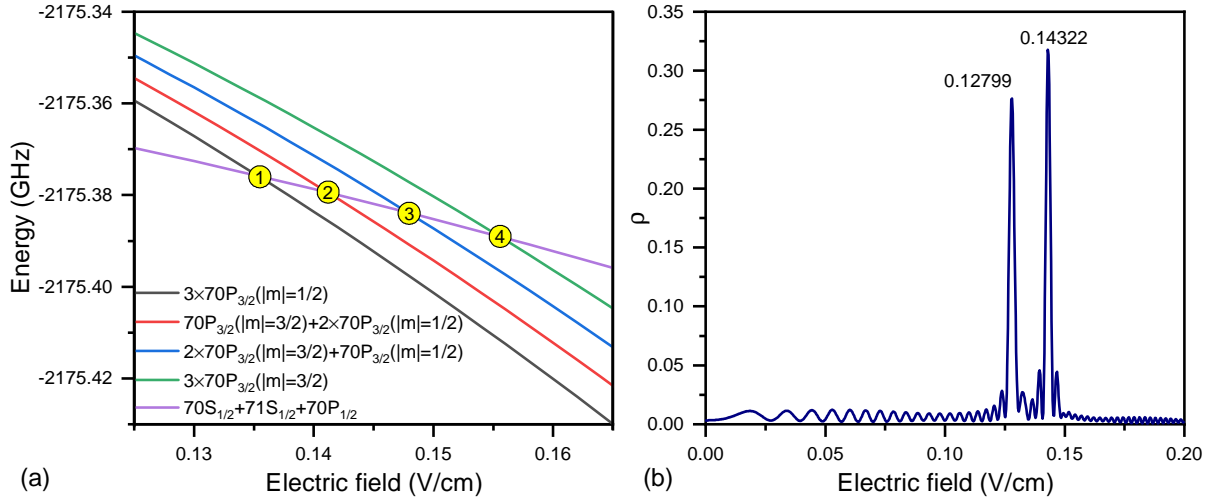 -2175.34
-2175.36
-2175.38
-2175.40
-2175.42
Energy (GHz)
1
2
3
4
3×70P3/2(|m|=1/2)
70P3/2(|m|=3/2)+2×70P3/2(|m|=1/2)
2×70P3/2(|m|=3/2)+70P3/2(|m|=1/2)
3×70P3/2(|m|=3/2)
70S1/2+71S1/2+70P1/2
0.13 0.14 0.15 0.16
(a) Electric field (V/cm)
0.35
0.30
0.25
0.20
0.15
0.10
0.05
0.00
ρ
0.14322
0.12799
0.00 0.05 0.10 0.15 0.20
(b) Electric field (V/cm)